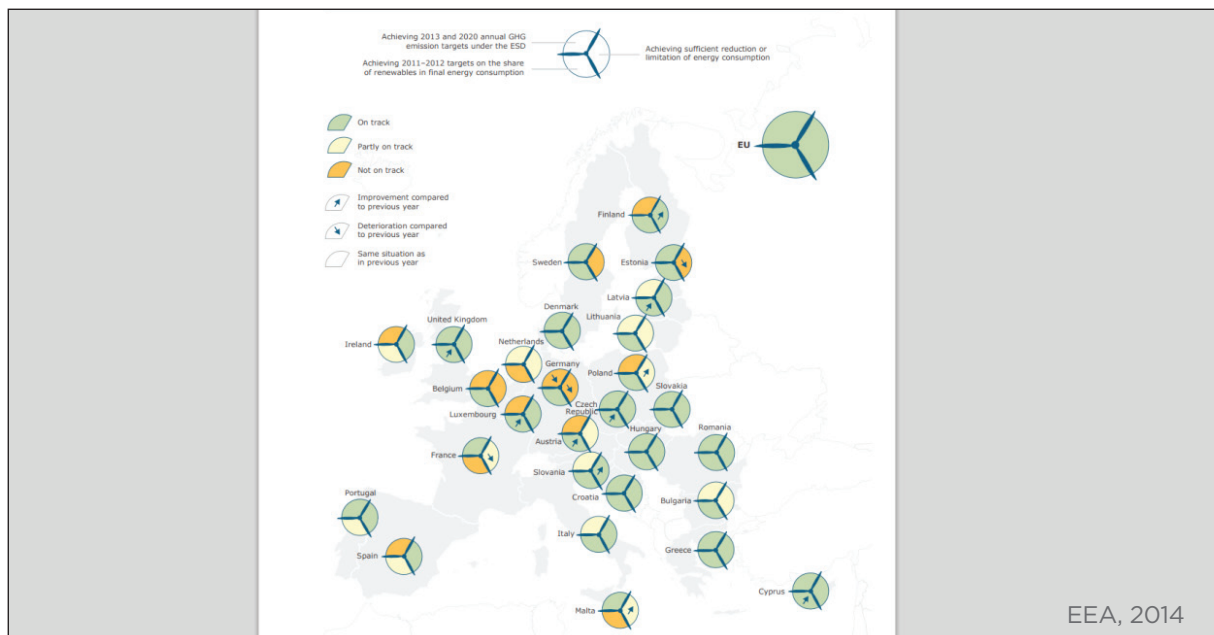 Achieving 2013 and 2020 annual GHG
emission targets under the ESD
Achieving 2011–2012 targets on the share
of renewables in final energy consumption
Achieving sufficient reduction or
limitation of energy consumption
On track
Partly on track
Not on track
Improvement compared
to previous year
Deterioration compared
to previous year
Same situation as
in previous year
EU
Finland
Sweden
Estonia
Latvia
Denmark
Lithuania
United Kingdom
Ireland
Netherlands
Germany
Poland
Belgium
Czech
Republic
Slovakia
Luxembourg
Austria
Hungary
Romania
France
Slovania
Croatia
Bulgaria
Portugal
Italy
Greece
Spain
Cyprus
Malta
EEA, 2014